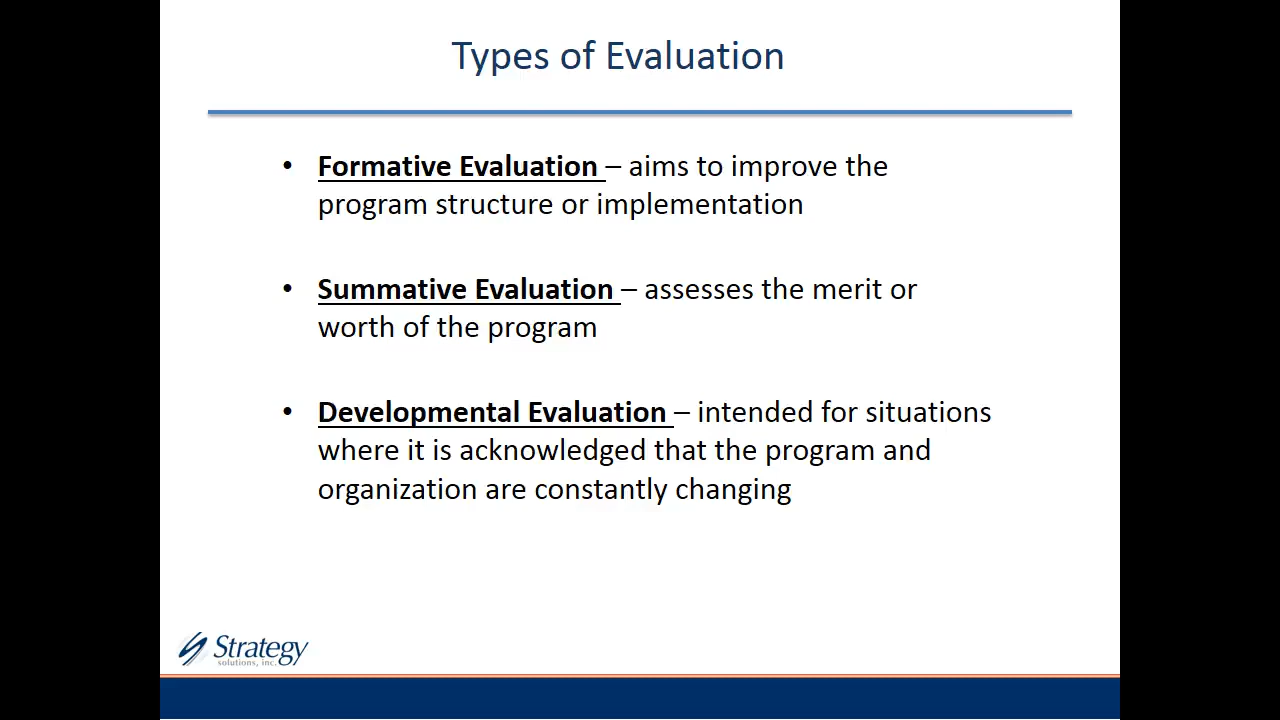 Types of Evaluation
• Formative Evaluation – aims to improve the
program structure or implementation
• Summative Evaluation – assesses the merit or
worth of the program
• Developmental Evaluation – intended for situations
where it is acknowledged that the program and
organization are constantly changing
Strategy
solutions, inc.